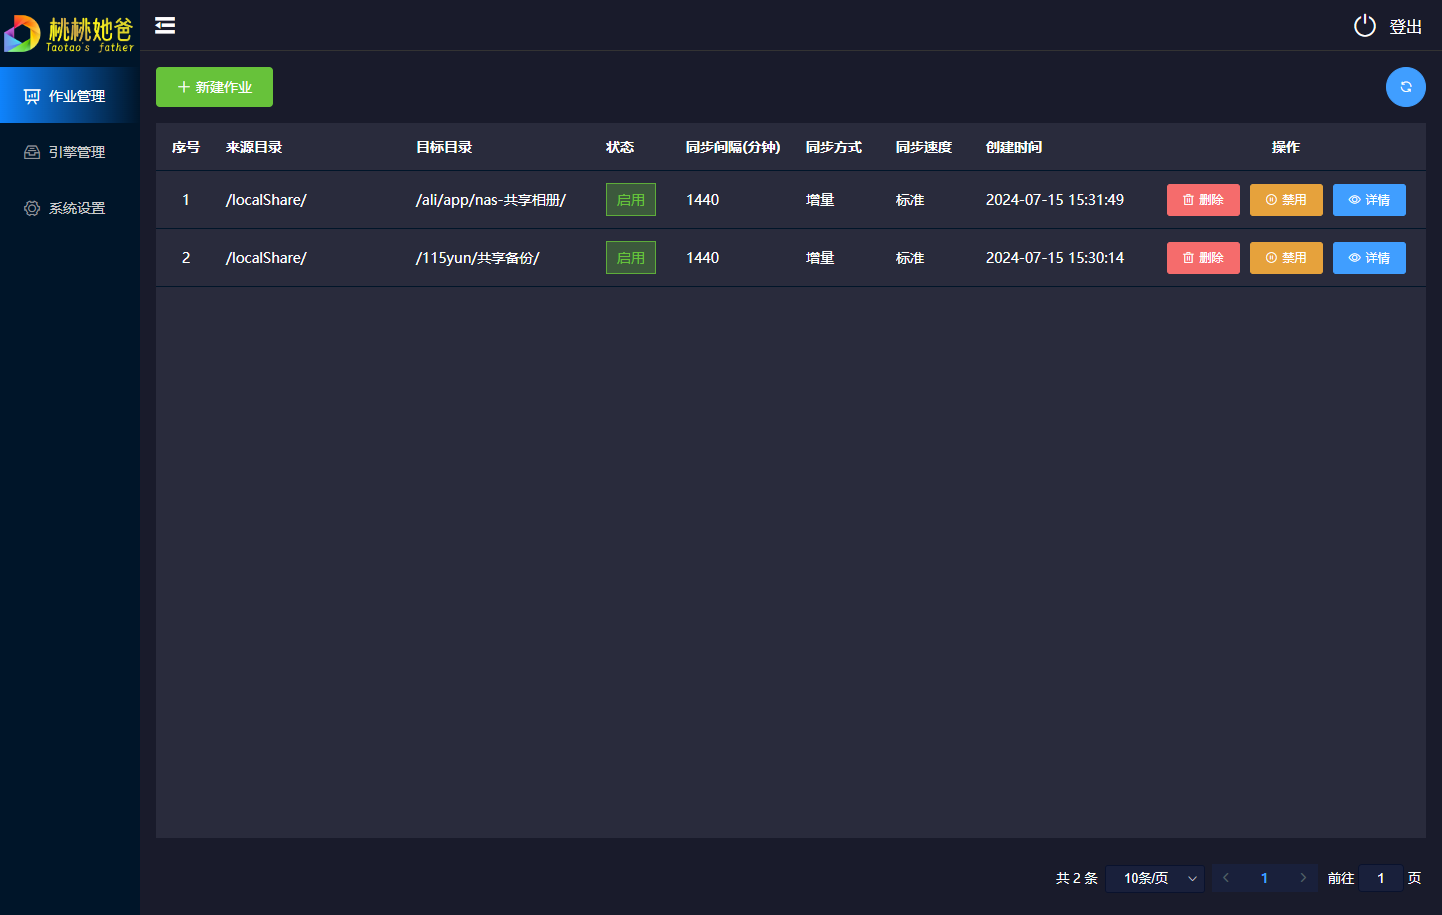 桃桃她爸
Taotao's father
登出
作业管理
引擎管理
系统设置
新建作业
序号 来源目录 目标目录 状态 同步间隔(分钟) 同步方式 同步速度 创建时间 操作
1 /localShare/ /ali/app/nas-共享相册/ 启用 1440 增量 标准 2024-07-15 15:31:49 删除 禁用 详情
2 /localShare/ /115yun/共享备份/ 启用 1440 增量 标准 2024-07-15 15:30:14 删除 禁用 详情
共 2 条 10条/页 1 前往 1 页